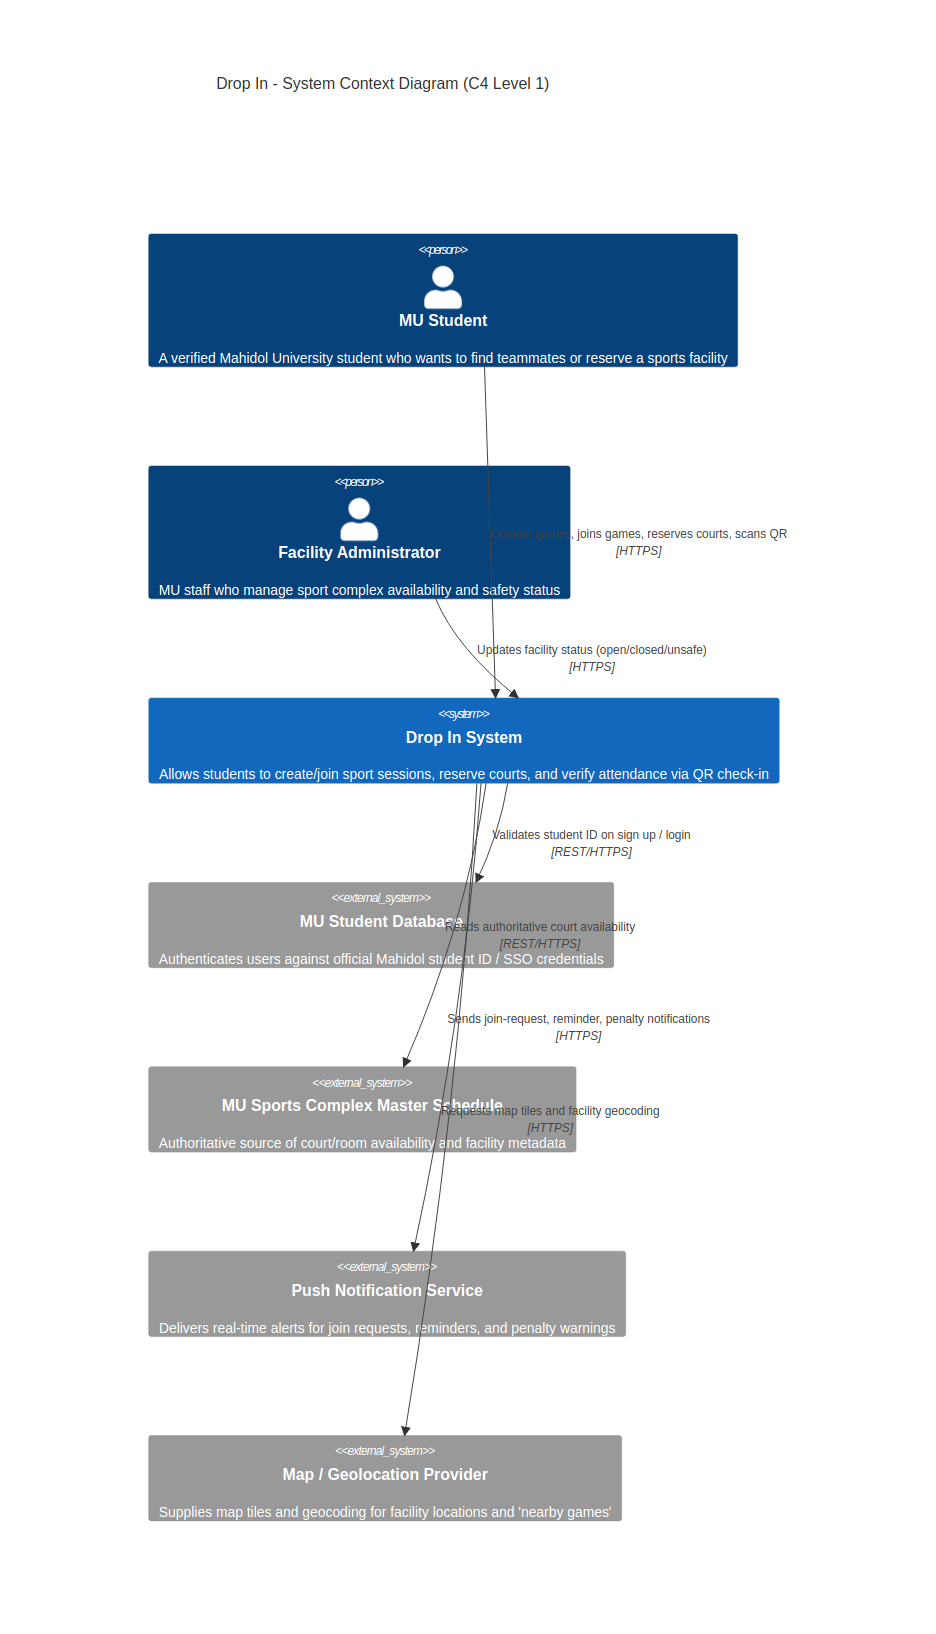 Drop In - System Context Diagram (C4 Level 1)
<<person>>
MU Student
A verified Mahidol University student who wants to find teammates or reserve a sports facility
<<person>>
Facility Administrator
MU staff who manage sport complex availability and safety status
Creates games, joins games, reserves courts, scans QR
[HTTPS]
Updates facility status (open/closed/unsafe)
[HTTPS]
<<system>>
Drop In System
Allows students to create/join sport sessions, reserve courts, and verify attendance via QR check-in
Validates student ID on sign up / login
[REST/HTTPS]
<<external_system>>
MU Student Database
Authenticates users against official Mahidol student ID / SSO credentials
Reads authoritative court availability
[REST/HTTPS]
Sends join-request, reminder, penalty notifications
[HTTPS]
<<external_system>>
MU Sports Complex Master Schedule
Authoritative source of court/room availability and facility metadata
Requests map tiles and facility geocoding
[HTTPS]
<<external_system>>
Push Notification Service
Delivers real-time alerts for join requests, reminders, and penalty warnings
<<external_system>>
Map / Geolocation Provider
Supplies map tiles and geocoding for facility locations and 'nearby games'